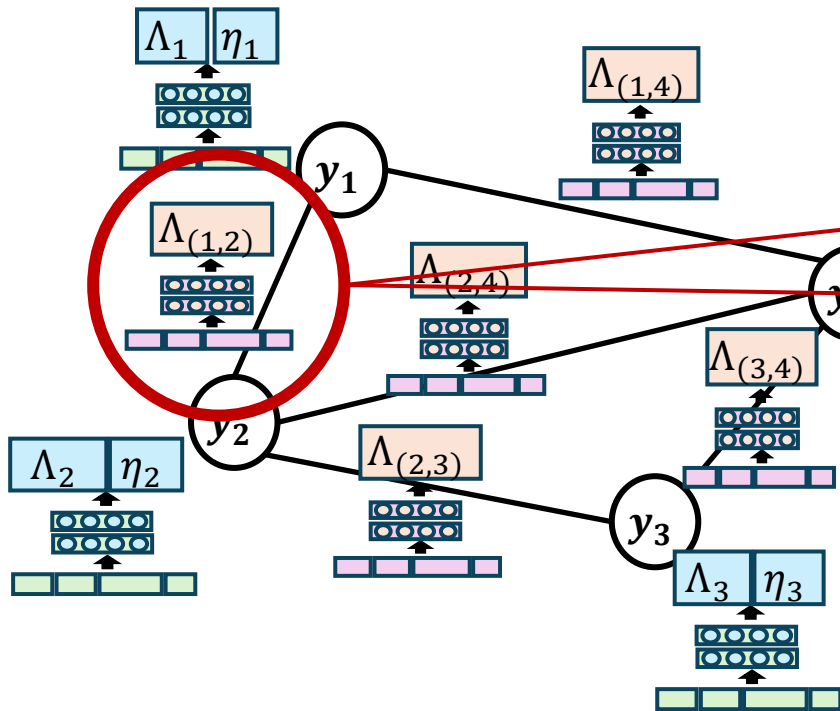 Λ₁ η₁
Λ₍₁,₄₎
y₁
Λ₍₁,₂₎
Λ₍₂,₄₎
y
Λ₍₃,₄₎
y₂
Λ₂ η₂
Λ₍₂,₃₎
y₃
Λ₃ η₃